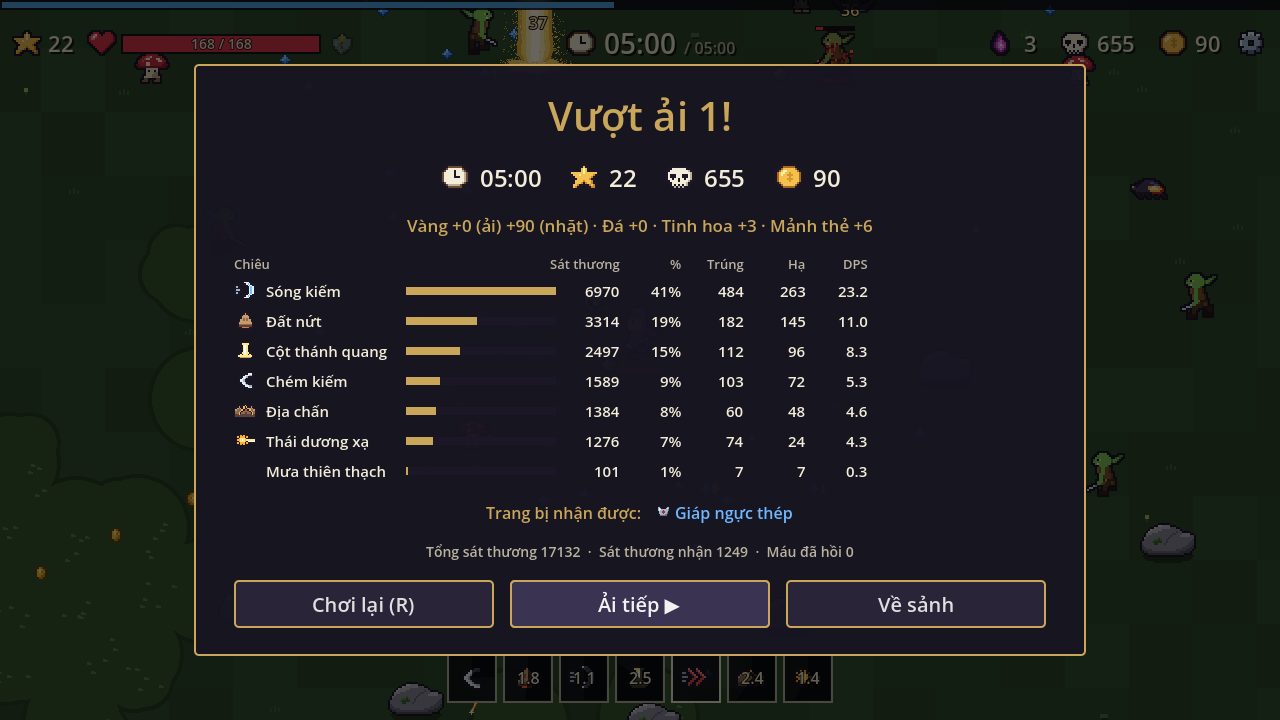 37
36
22 168 / 168 05:00 / 05:00 3 655 90
Vượt ải 1!
05:00 22 655 90
Vàng +0 (ải) +90 (nhặt) · Đá +0 · Tinh hoa +3 · Mảnh thẻ +6
Chiêu Sát thương % Trúng Hạ DPS
Sóng kiếm 6970 41% 484 263 23.2
Đất nứt 3314 19% 182 145 11.0
Cột thánh quang 2497 15% 112 96 8.3
Chém kiếm 1589 9% 103 72 5.3
Địa chấn 1384 8% 60 48 4.6
Thái dương xạ 1276 7% 74 24 4.3
Mưa thiên thạch 101 1% 7 7 0.3
Trang bị nhận được: Giáp ngực thép
Tổng sát thương 17132 · Sát thương nhận 1249 · Máu đã hồi 0
Chơi lại (R) Ải tiếp ▶ Về sảnh
1.8 1.1 2.5 2.4 1.4